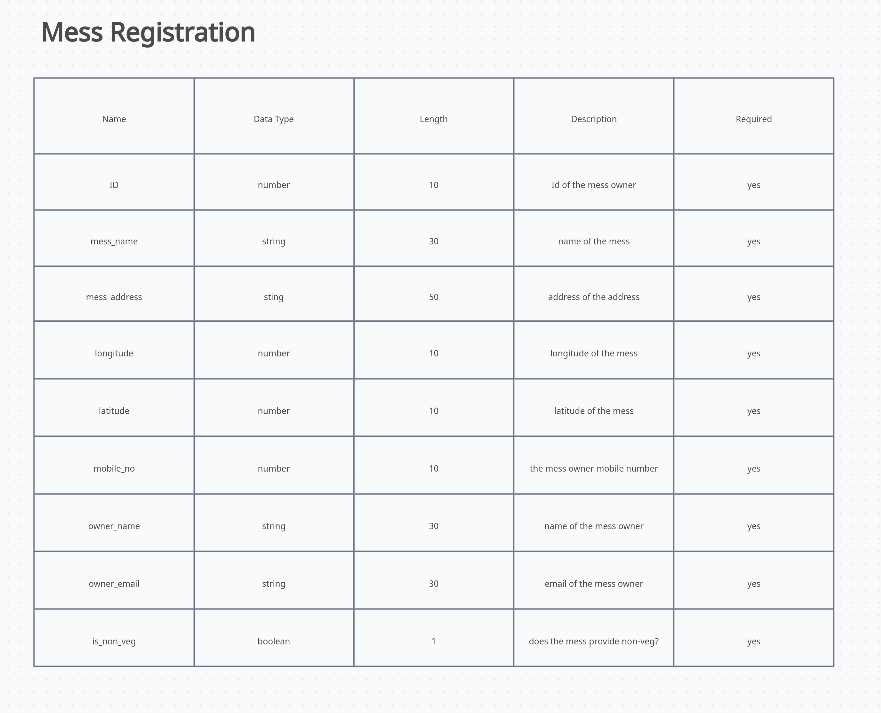 Mess Registration
Name Data Type Length Description Required
ID number 10 Id of the mess owner yes
mess_name string 30 name of the mess yes
mess_address sting 50 address of the address yes
longitude number 10 longitude of the mess yes
latitude number 10 latitude of the mess yes
mobile_no number 10 the mess owner mobile number yes
owner_name string 30 name of the mess owner yes
owner_email string 30 email of the mess owner yes
is_non_veg boolean 1 does the mess provide non-veg? yes